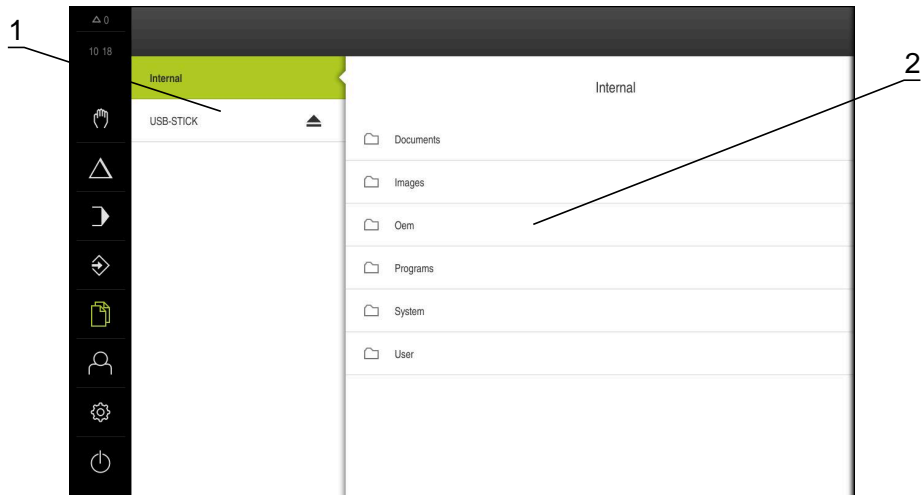 1
0
10 18
Internal
USB-STICK
Internal
Documents
Images
Oem
Programs
System
User
2